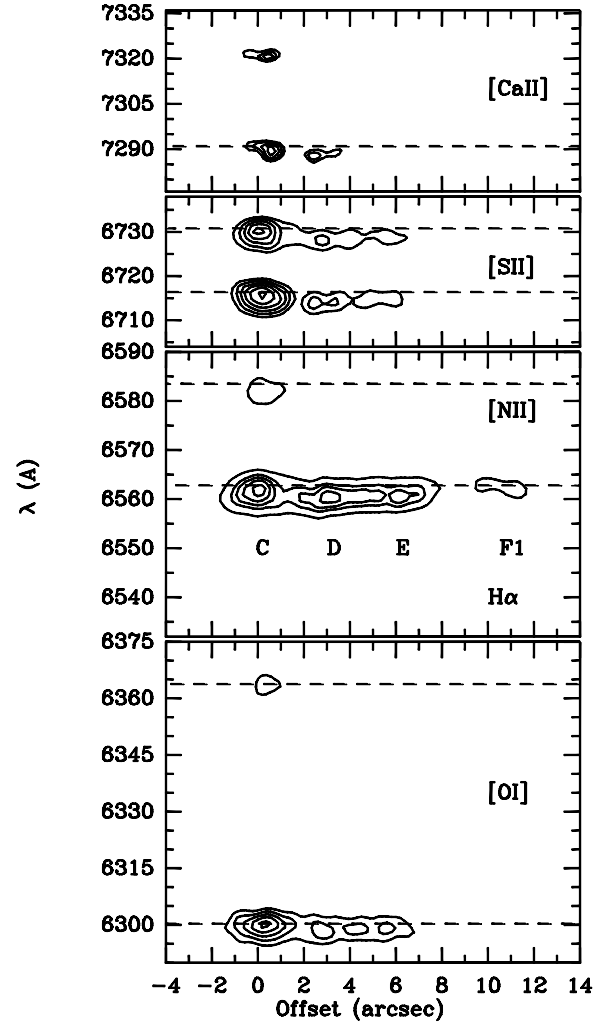 7335
7320
7305
7290
[CaII]
6730
6720
6710
[SII]
6590
6580
6570
6560
6550
6540
[NII]
C D E F1
Hα
λ (A)
6375
6360
6345
6330
6315
6300
[OI]
−4 −2 0 2 4 6 8 10 12 14
Offset (arcsec)